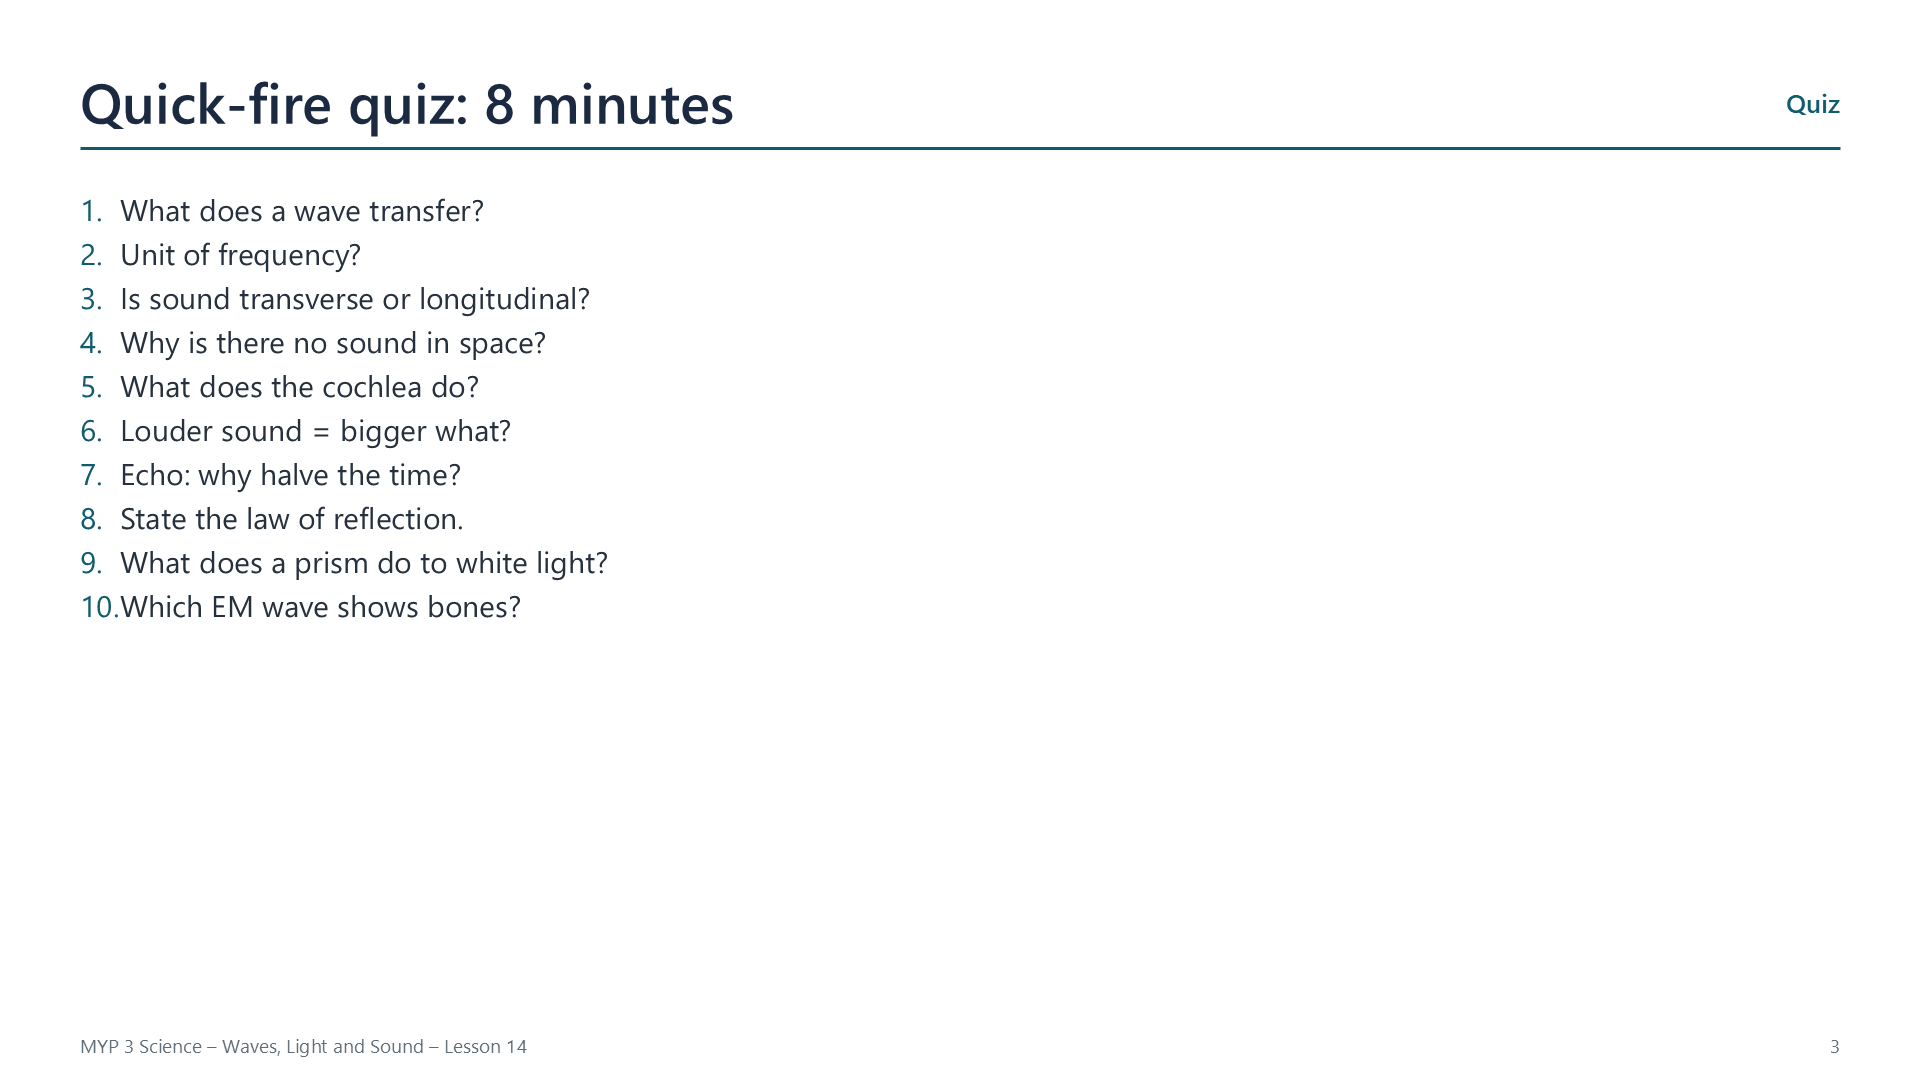 Quick-fire quiz: 8 minutes
Quiz
1. What does a wave transfer?
2. Unit of frequency?
3. Is sound transverse or longitudinal?
4. Why is there no sound in space?
5. What does the cochlea do?
6. Louder sound = bigger what?
7. Echo: why halve the time?
8. State the law of reflection.
9. What does a prism do to white light?
10. Which EM wave shows bones?
MYP 3 Science – Waves, Light and Sound – Lesson 14
3